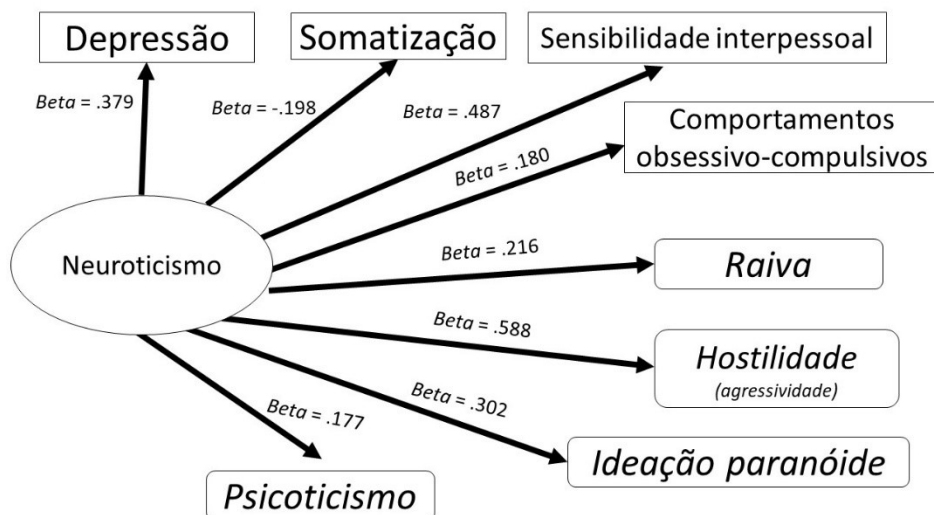 Depressão
Somatização
Sensibilidade interpessoal
Beta = .379
Beta = -.198
Beta = .487
Comportamentos
obsessivo-compulsivos
Beta = .180
Neuroticismo
Beta = .216
Raiva
Beta = .588
Hostilidade
(agressividade)
Beta = .302
Beta = .177
Ideação paranóide
Psicoticismo